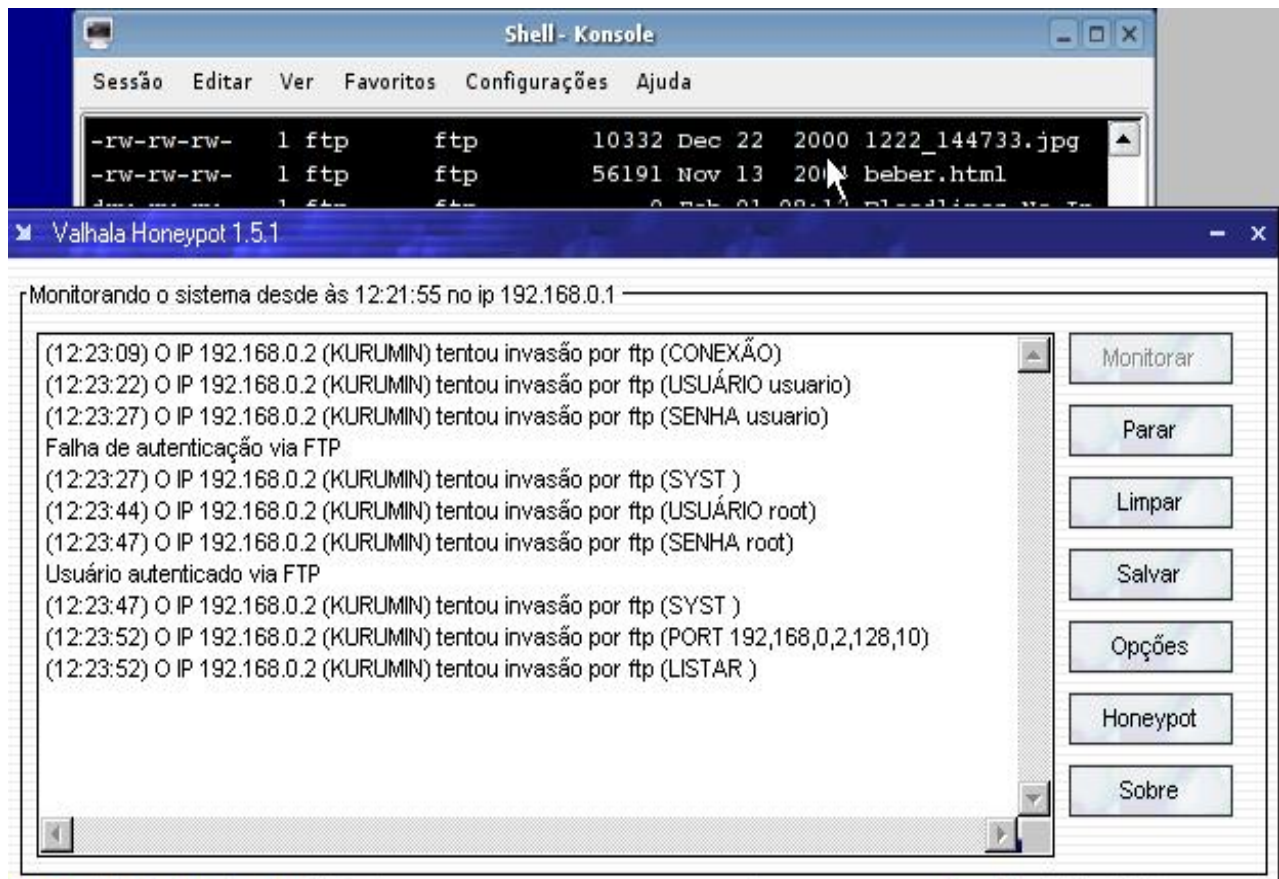 Shell - Konsole
Sessão Editar Ver Favoritos Configurações Ajuda
-rw-rw-rw- 1 ftp ftp 10332 Dec 22 2000 1222_144733.jpg
-rw-rw-rw- 1 ftp ftp 56191 Nov 13 beber.html
Valhala Honeypot 1.5.1
Monitorando o sistema desde às 12:21:55 no ip 192.168.0.1
(12:23:09) O IP 192.168.0.2 (KURUMIN) tentou invasão por ftp (CONEXÃO)
(12:23:22) O IP 192.168.0.2 (KURUMIN) tentou invasão por ftp (USUÁRIO usuario)
(12:23:27) O IP 192.168.0.2 (KURUMIN) tentou invasão por ftp (SENHA usuario)
Falha de autenticação via FTP
(12:23:27) O IP 192.168.0.2 (KURUMIN) tentou invasão por ftp (SYST )
(12:23:44) O IP 192.168.0.2 (KURUMIN) tentou invasão por ftp (USUÁRIO root)
(12:23:47) O IP 192.168.0.2 (KURUMIN) tentou invasão por ftp (SENHA root)
Usuário autenticado via FTP
(12:23:47) O IP 192.168.0.2 (KURUMIN) tentou invasão por ftp (SYST )
(12:23:52) O IP 192.168.0.2 (KURUMIN) tentou invasão por ftp (PORT 192,168,0,2,128,10)
(12:23:52) O IP 192.168.0.2 (KURUMIN) tentou invasão por ftp (LISTAR )
Monitorar
Parar
Limpar
Salvar
Opções
Honeypot
Sobre